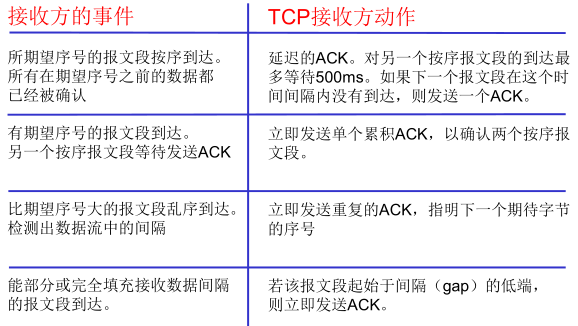 接收方的事件
TCP接收方动作
所期望序号的报文段按序到达。
所有在期望序号之前的数据都
已经被确认
延迟的ACK。对另一个按序报文段的到达最
多等待500ms。如果下一个报文段在这个时
间间隔内没有到达，则发送一个ACK。
有期望序号的报文段到达。
另一个按序报文段等待发送ACK
立即发送单个累积ACK，以确认两个按序报
文段。
比期望序号大的报文段乱序到达。
检测出数据流中的间隔
立即发送重复的ACK，指明下一个期待字节
的序号
能部分或完全填充接收数据间隔
的报文段到达。
若该报文段起始于间隔（gap）的低端，
则立即发送ACK。